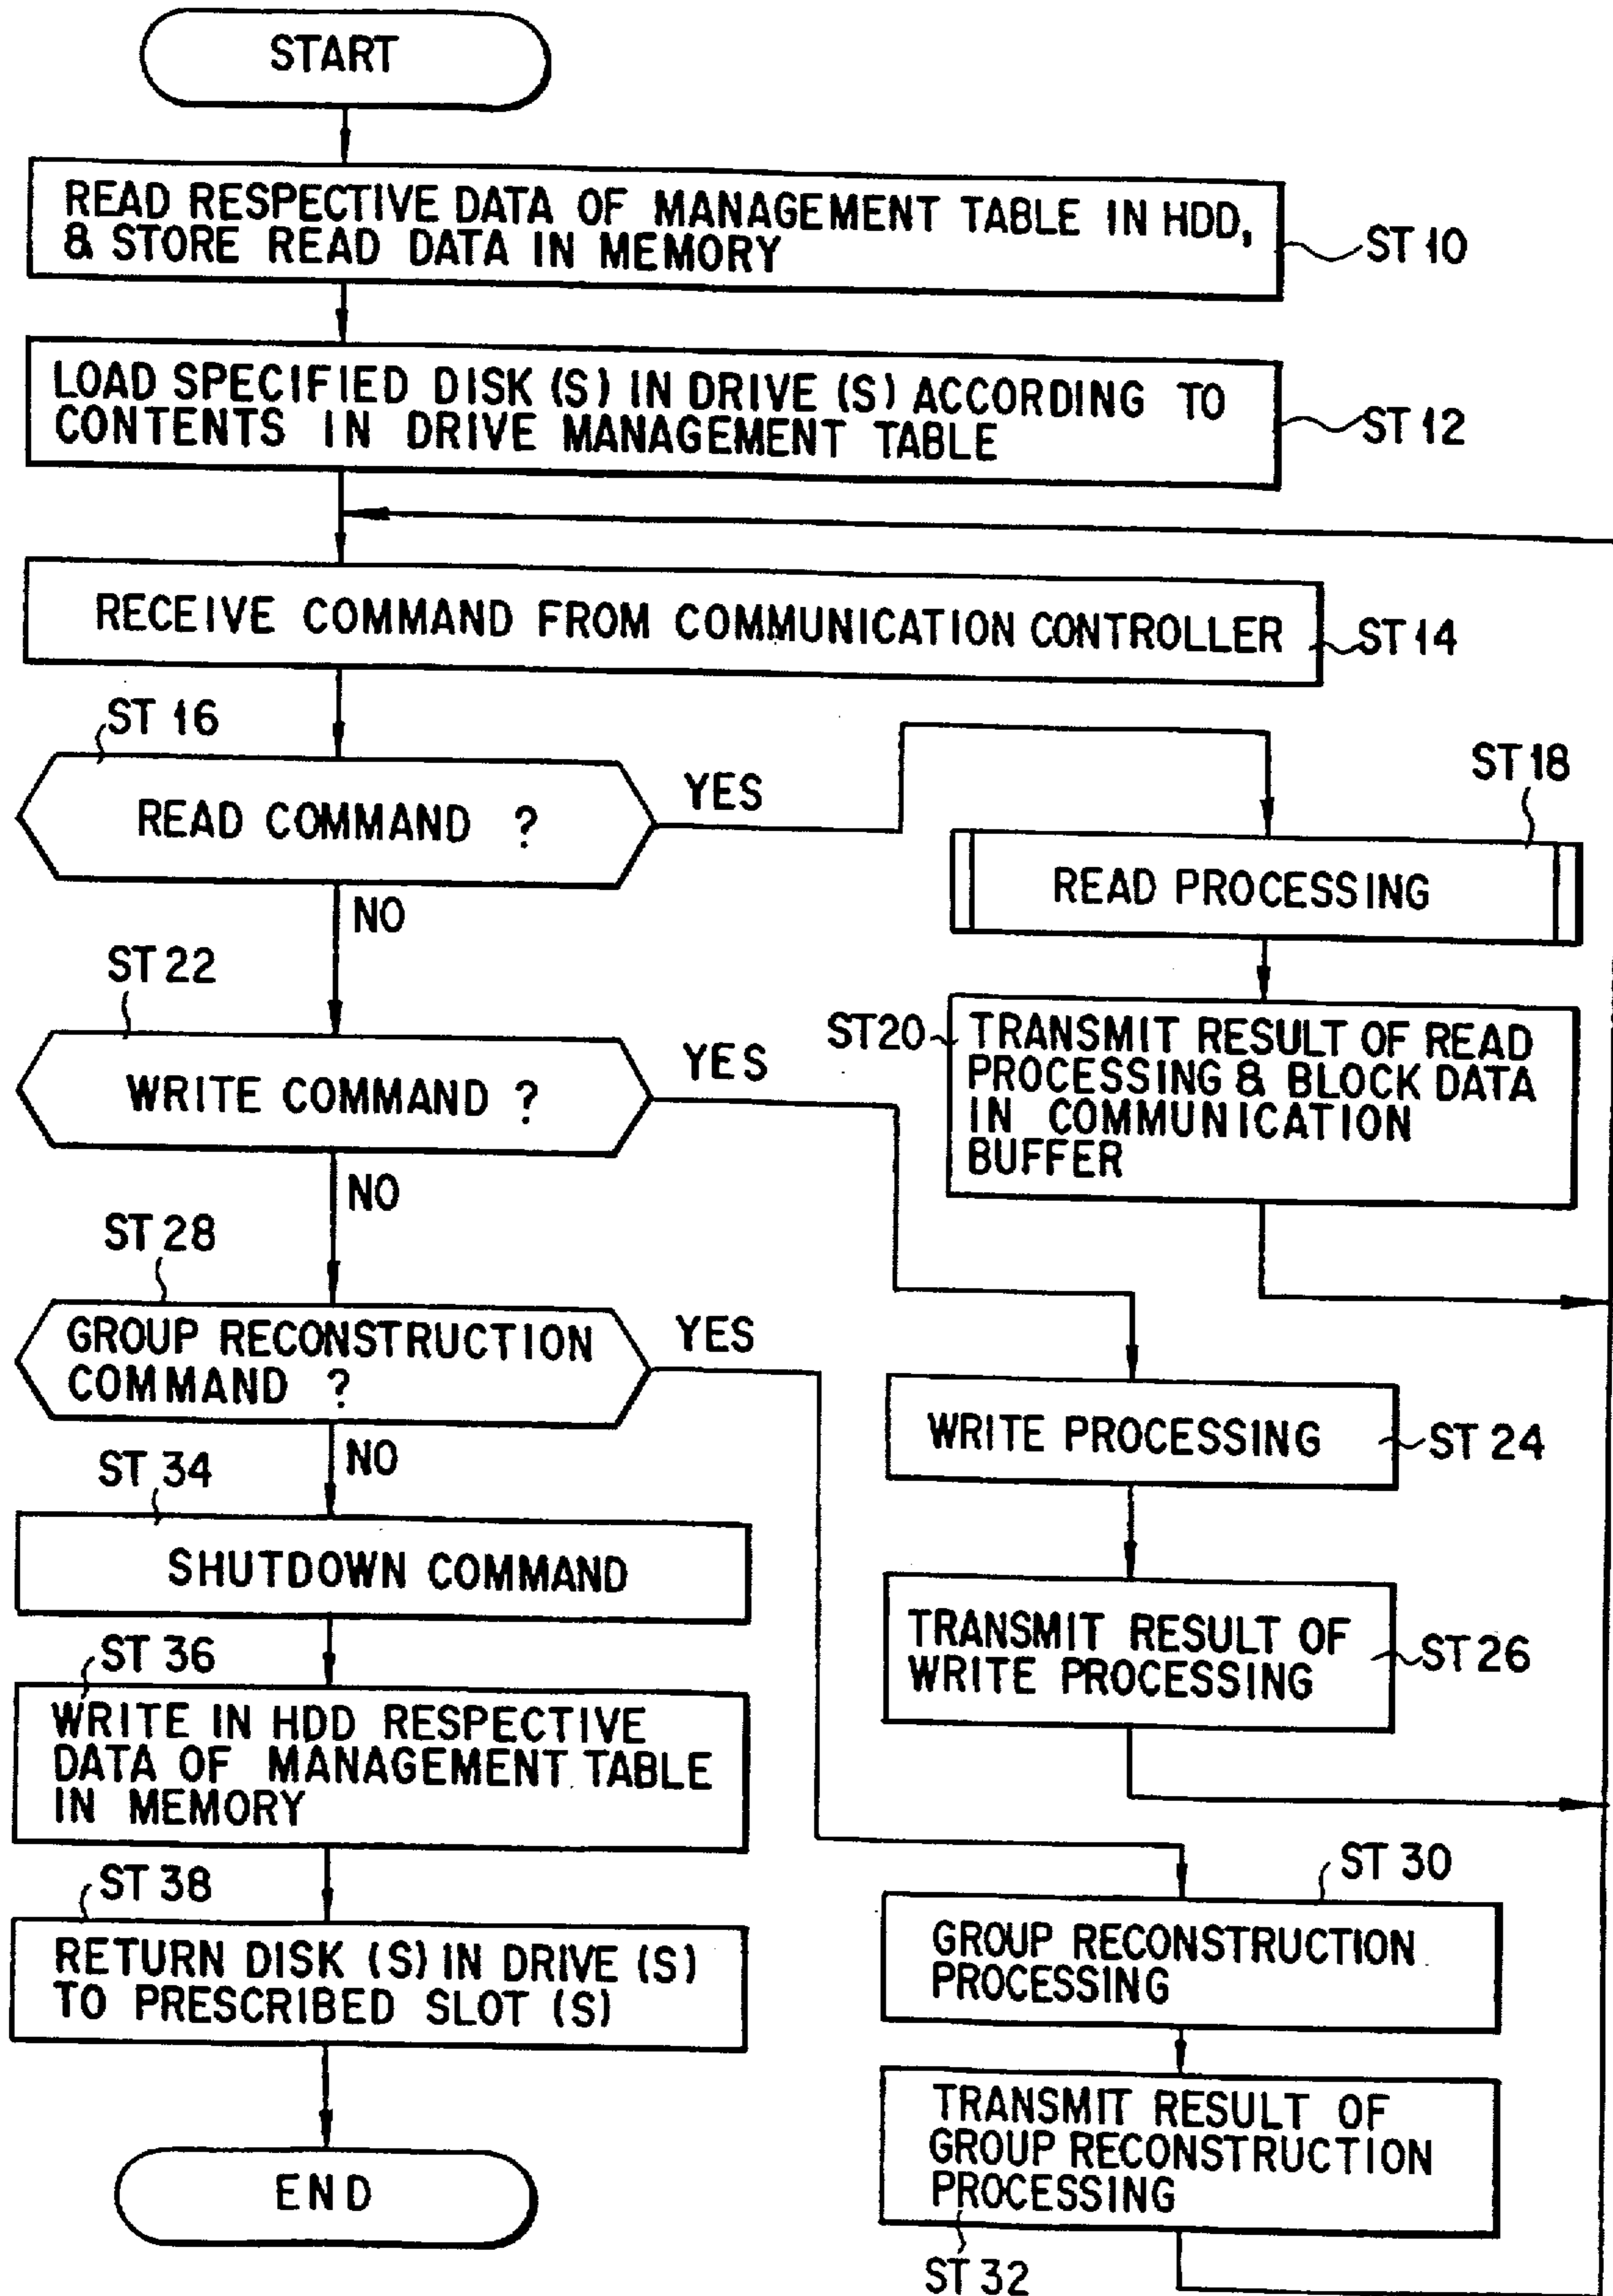 START
READ RESPECTIVE DATA OF MANAGEMENT TABLE IN HDD,
& STORE READ DATA IN MEMORY
ST 10
LOAD SPECIFIED DISK (S) IN DRIVE (S) ACCORDING TO
CONTENTS IN DRIVE MANAGEMENT TABLE
ST 12
RECEIVE COMMAND FROM COMMUNICATION CONTROLLER
ST 14
ST 16
READ COMMAND ?
YES
NO
ST 18
READ PROCESSING
ST20
TRANSMIT RESULT OF READ
PROCESSING & BLOCK DATA
IN COMMUNICATION
BUFFER
ST 22
WRITE COMMAND ?
YES
NO
ST 28
GROUP RECONSTRUCTION
COMMAND ?
YES
NO
WRITE PROCESSING
ST 24
ST 34
SHUTDOWN COMMAND
TRANSMIT RESULT OF
WRITE PROCESSING
ST 26
ST 36
WRITE IN HDD RESPECTIVE
DATA OF MANAGEMENT TABLE
IN MEMORY
ST 30
GROUP RECONSTRUCTION
PROCESSING
ST 38
RETURN DISK (S) IN DRIVE (S)
TO PRESCRIBED SLOT (S)
TRANSMIT RESULT OF
GROUP RECONSTRUCTION
PROCESSING
ST 32
END